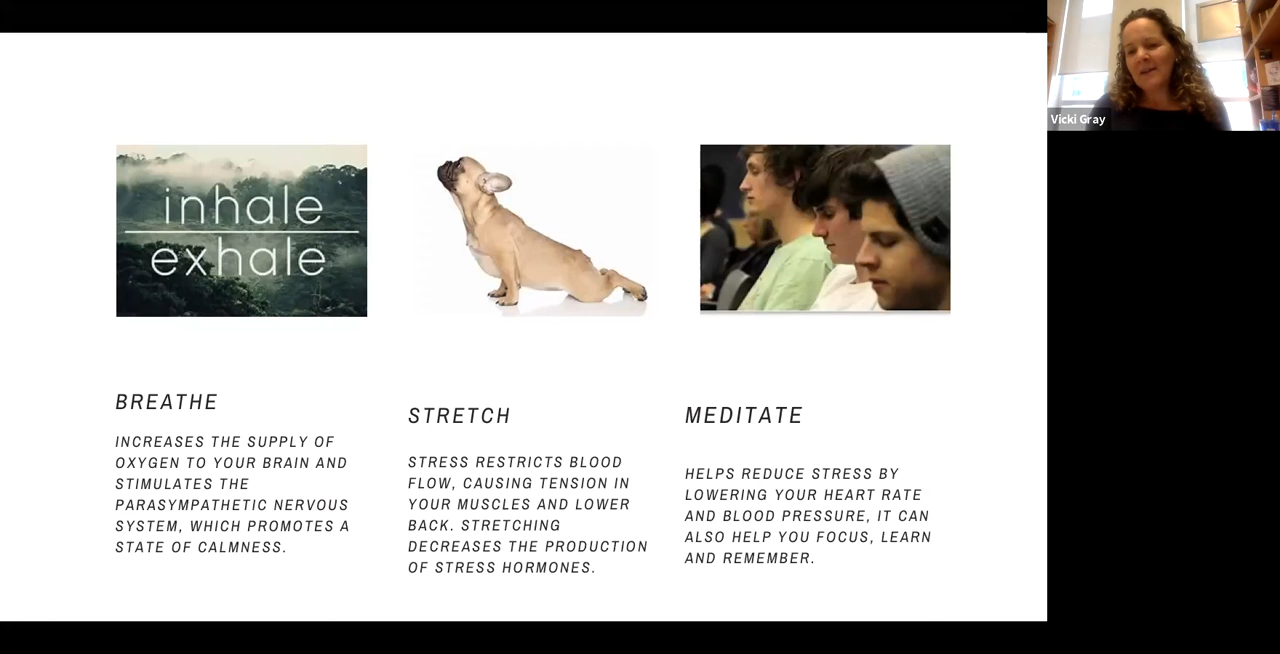 Vicki Gray
inhale
exhale
BREATHE
INCREASES THE SUPPLY OF
OXYGEN TO YOUR BRAIN AND
STIMULATES THE
PARASYMPATHETIC NERVOUS
SYSTEM, WHICH PROMOTES A
STATE OF CALMNESS.
STRETCH
STRESS RESTRICTS BLOOD
FLOW, CAUSING TENSION IN
YOUR MUSCLES AND LOWER
BACK. STRETCHING
DECREASES THE PRODUCTION
OF STRESS HORMONES.
MEDITATE
HELPS REDUCE STRESS BY
LOWERING YOUR HEART RATE
AND BLOOD PRESSURE, IT CAN
ALSO HELP YOU FOCUS, LEARN
AND REMEMBER.